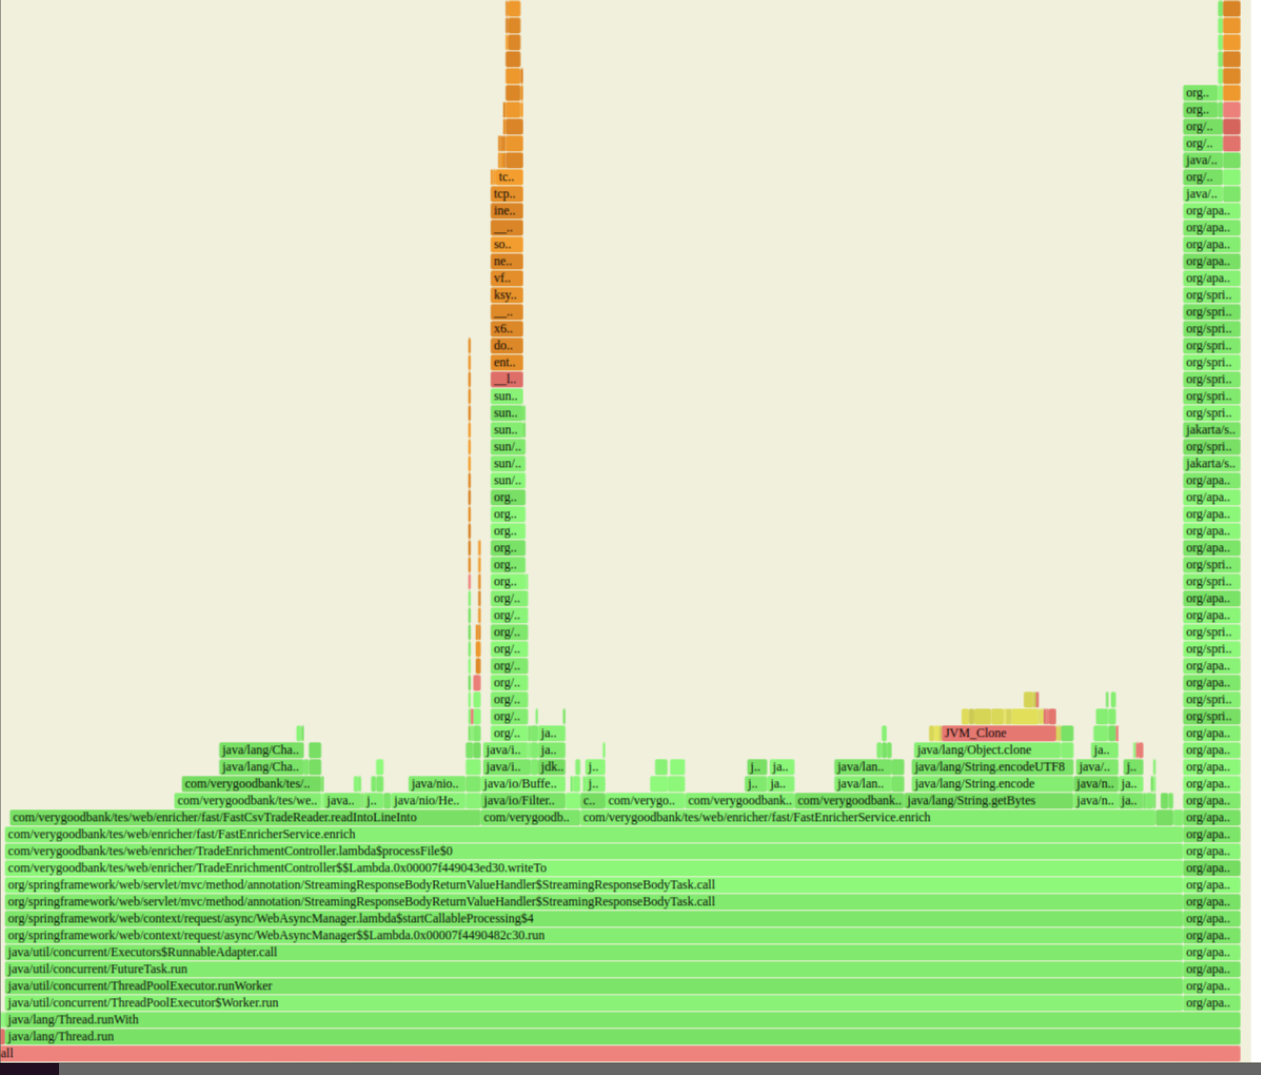 org..
org..
org/..
org/..
java/..
tc.. org/..
tcp.. java/..
ine.. org/apa..
__.. org/apa..
so.. org/apa..
ne.. org/apa..
vf.. org/apa..
ksy.. org/spri..
__.. org/spri..
x6.. org/spri..
do.. org/spri..
ent.. org/spri..
__l.. org/spri..
sun.. org/spri..
sun.. org/spri..
sun.. jakarta/s..
sun/.. org/spri..
sun/.. jakarta/s..
sun/.. org/apa..
org.. org/apa..
org.. org/apa..
org.. org/apa..
org.. org/apa..
org.. org/spri..
org.. org/spri..
org/.. org/apa..
org/.. org/apa..
org/.. org/spri..
org/.. org/spri..
org/.. org/apa..
org/.. org/apa..
org/.. org/spri..
org/.. org/spri..
org/.. ja.. JVM_Clone org/apa..
java/lang/Cha.. java/i.. ja.. java/lang/Object.clone ja.. org/apa..
java/lang/Cha.. java/i.. jdk.. j.. j.. ja.. java/lan.. java/lang/String.encodeUTF8 java/.. j.. org/apa..
com/verygoodbank/tes/.. java/nio.. java/io/Buffe.. j.. j.. ja.. java/lan.. java/lang/String.encode java/n.. ja.. org/apa..
com/verygoodbank/tes/we.. java.. j.. java/nio/He.. java/io/Filter.. c.. com/verygo.. com/verygoodbank.. com/verygoodbank.. java/lang/String.getBytes java/n.. ja.. org/apa..
com/verygoodbank/tes/web/enricher/fast/FastCsvTradeReader.readIntoLineInto com/verygoodb.. com/verygoodbank/tes/web/enricher/fast/FastEnricherService.enrich org/apa..
com/verygoodbank/tes/web/enricher/fast/FastEnricherService.enrich org/apa..
com/verygoodbank/tes/web/enricher/TradeEnrichmentController.lambda$processFile$0 org/apa..
com/verygoodbank/tes/web/enricher/TradeEnrichmentController$$Lambda.0x00007f449043ed30.writeTo org/apa..
org/springframework/web/servlet/mvc/method/annotation/StreamingResponseBodyReturnValueHandler$StreamingResponseBodyTask.call org/apa..
org/springframework/web/servlet/mvc/method/annotation/StreamingResponseBodyReturnValueHandler$StreamingResponseBodyTask.call org/apa..
org/springframework/web/context/request/async/WebAsyncManager.lambda$startCallableProcessing$4 org/apa..
org/springframework/web/context/request/async/WebAsyncManager$$Lambda.0x00007f4490482c30.run org/apa..
java/util/concurrent/Executors$RunnableAdapter.call org/apa..
java/util/concurrent/FutureTask.run org/apa..
java/util/concurrent/ThreadPoolExecutor.runWorker org/apa..
java/util/concurrent/ThreadPoolExecutor$Worker.run org/apa..
java/lang/Thread.runWith
java/lang/Thread.run
all